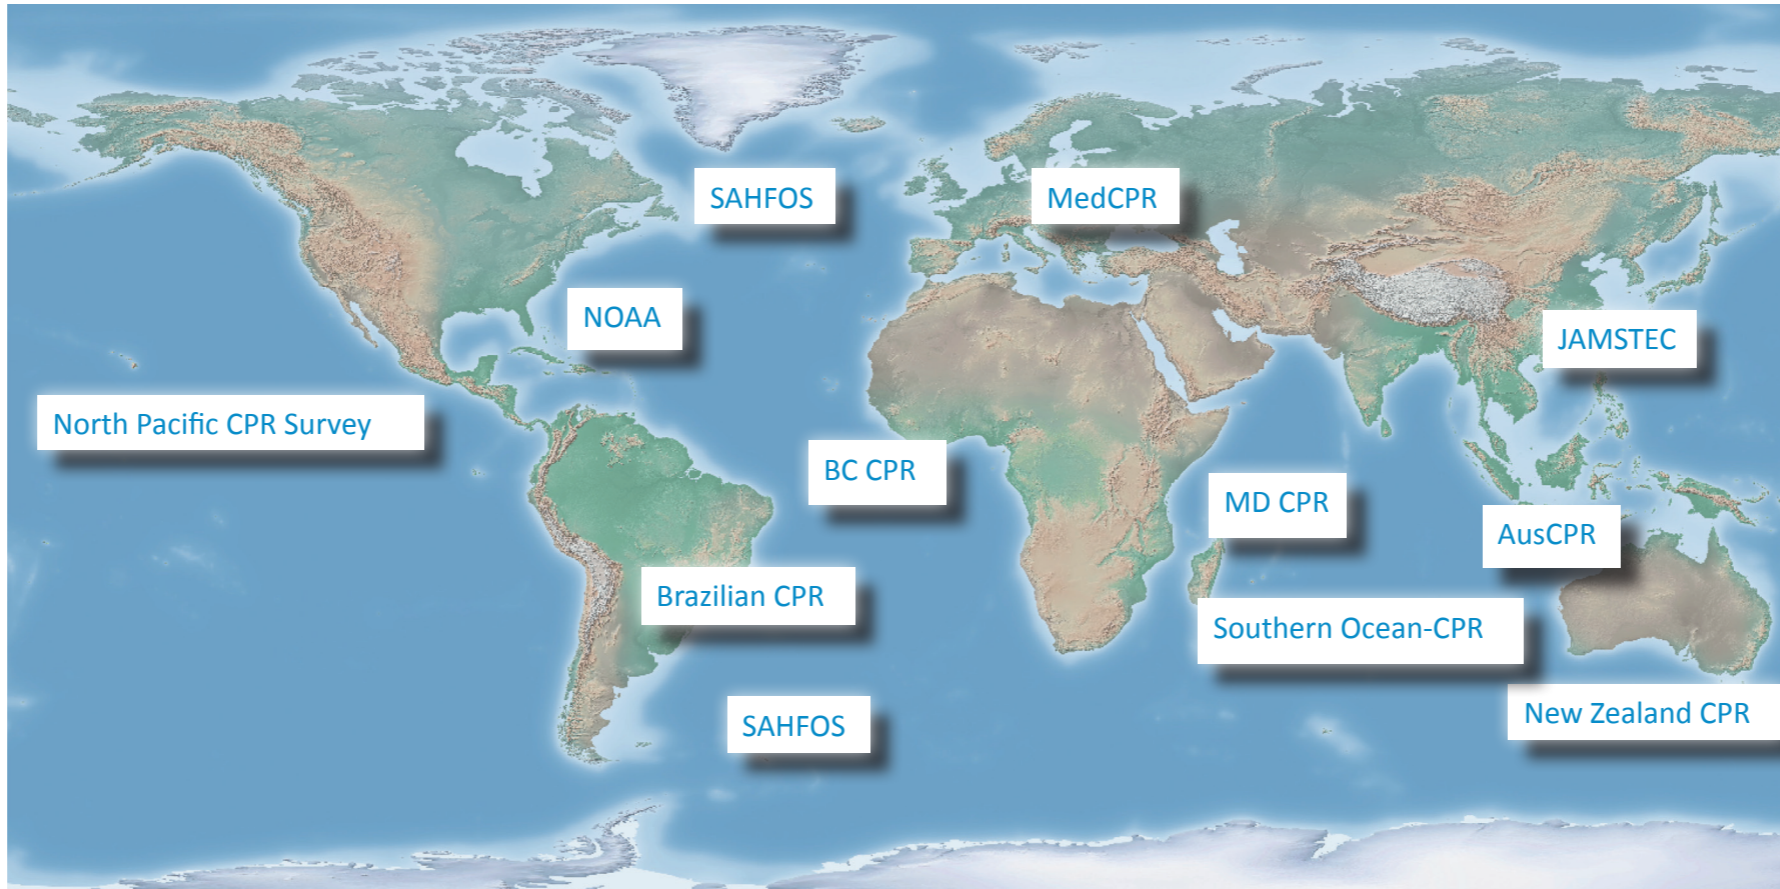 SAHFOS
MedCPR
NOAA
JAMSTEC
North Pacific CPR Survey
BC CPR
MD CPR
AusCPR
Brazilian CPR
Southern Ocean-CPR
SAHFOS
New Zealand CPR